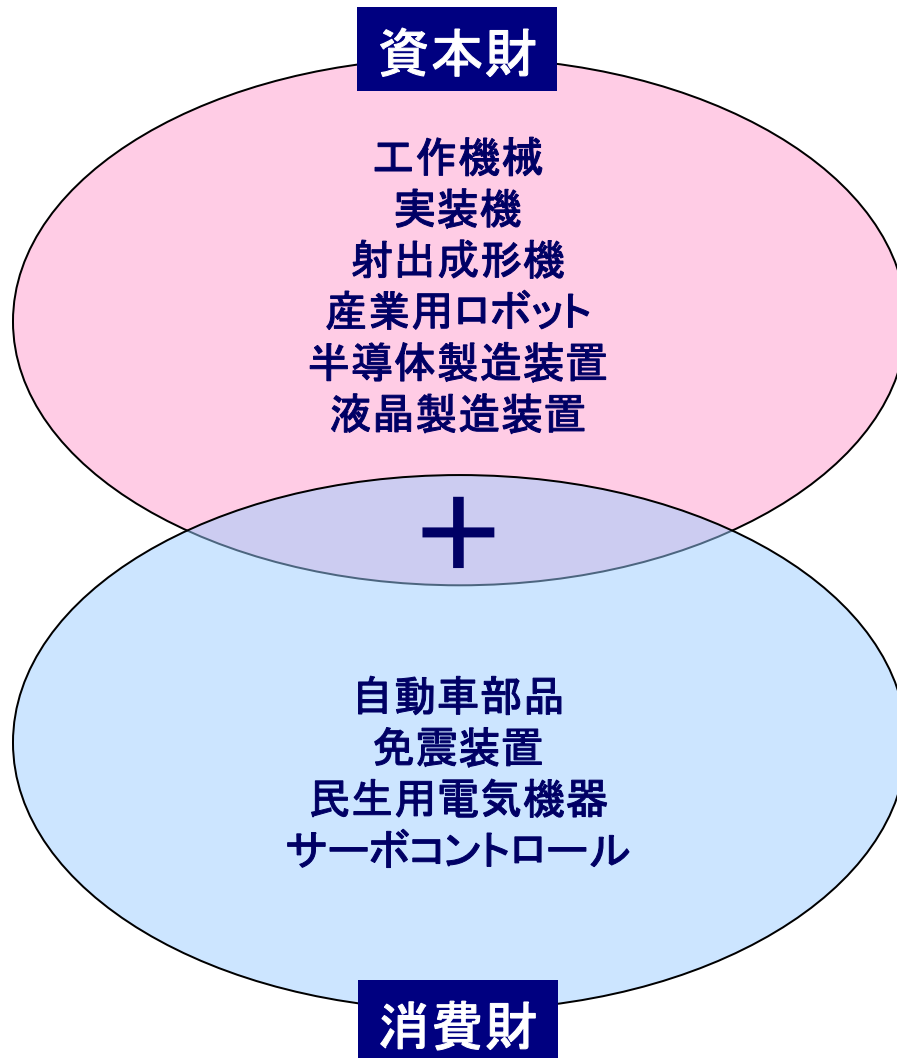 資本財
工作機械
実装機
射出成形機
産業用ロボット
半導体製造装置
液晶製造装置
＋
自動車部品
免震装置
民生用電気機器
サーボコントロール
消費財